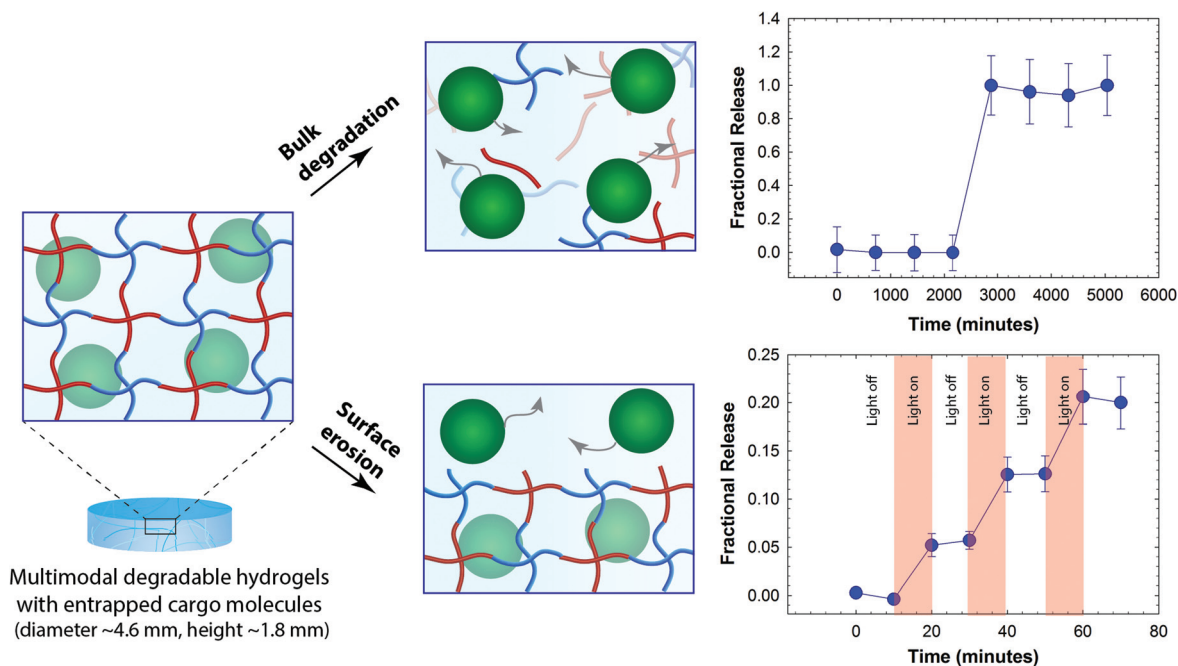 Bulk
degradation
Surface
erosion
Multimodal degradable hydrogels
with entrapped cargo molecules
(diameter ~4.6 mm, height ~1.8 mm)
Fractional Release
1.4
1.2
1.0
0.8
0.6
0.4
0.2
0.0
0 1000 2000 3000 4000 5000 6000
Time (minutes)
Fractional Release
0.25
0.20
0.15
0.10
0.05
0.00
Light off
Light on
Light off
Light on
Light off
Light on
0 20 40 60 80
Time (minutes)